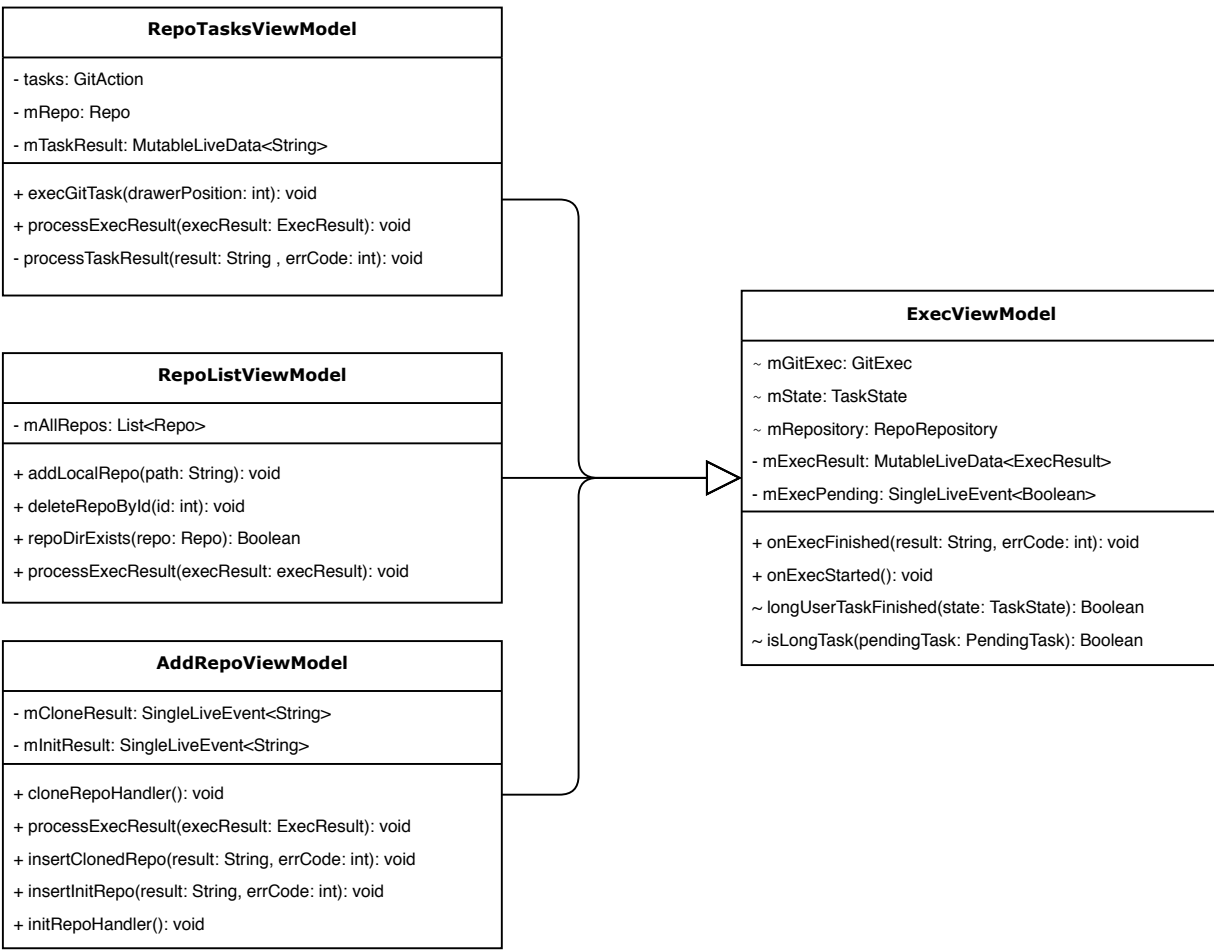 RepoTasksViewModel
- tasks: GitAction
- mRepo: Repo
- mTaskResult: MutableLiveData<String>
+ execGitTask(drawerPosition: int): void
+ processExecResult(execResult: ExecResult): void
- processTaskResult(result: String , errCode: int): void
RepoListViewModel
- mAllRepos: List<Repo>
+ addLocalRepo(path: String): void
+ deleteRepoById(id: int): void
+ repoDirExists(repo: Repo): Boolean
+ processExecResult(execResult: execResult): void
AddRepoViewModel
- mCloneResult: SingleLiveEvent<String>
- mInitResult: SingleLiveEvent<String>
+ cloneRepoHandler(): void
+ processExecResult(execResult: ExecResult): void
+ insertClonedRepo(result: String, errCode: int): void
+ insertInitRepo(result: String, errCode: int): void
+ initRepoHandler(): void
ExecViewModel
~ mGitExec: GitExec
~ mState: TaskState
~ mRepository: RepoRepository
- mExecResult: MutableLiveData<ExecResult>
- mExecPending: SingleLiveEvent<Boolean>
+ onExecFinished(result: String, errCode: int): void
+ onExecStarted(): void
~ longUserTaskFinished(state: TaskState): Boolean
~ isLongTask(pendingTask: PendingTask): Boolean